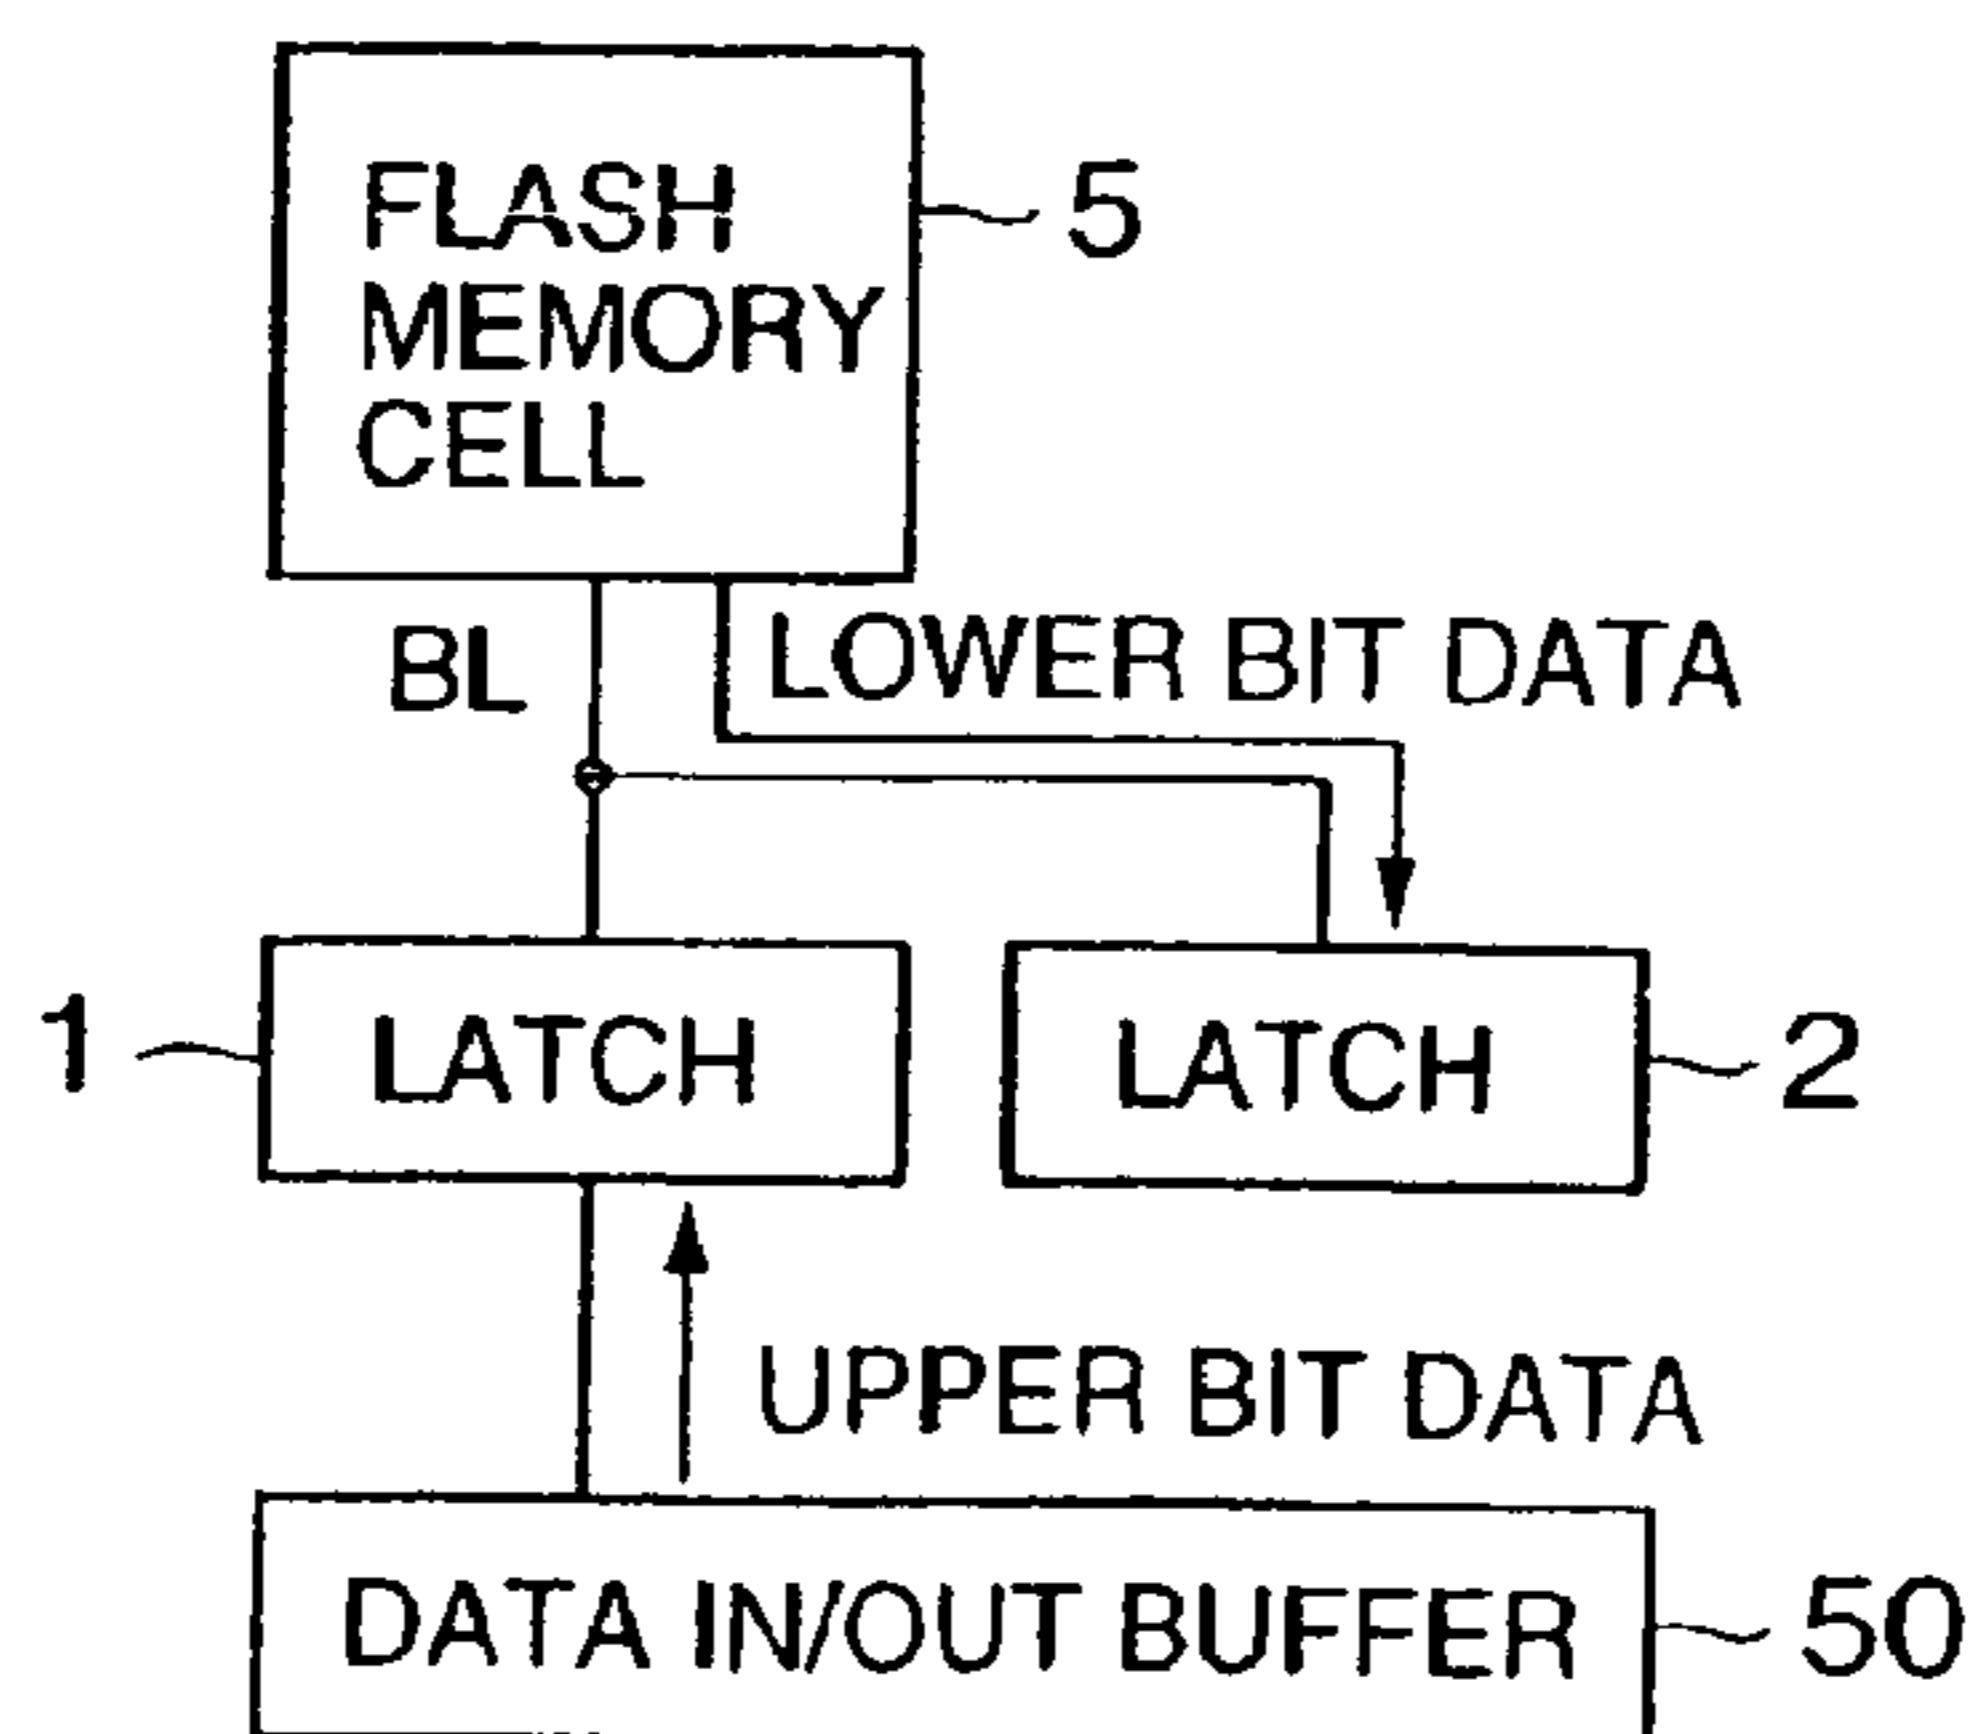 FLASH
MEMORY
CELL
5
BL
LOWER BIT DATA
1
LATCH
LATCH
2
UPPER BIT DATA
DATA IN/OUT BUFFER
50